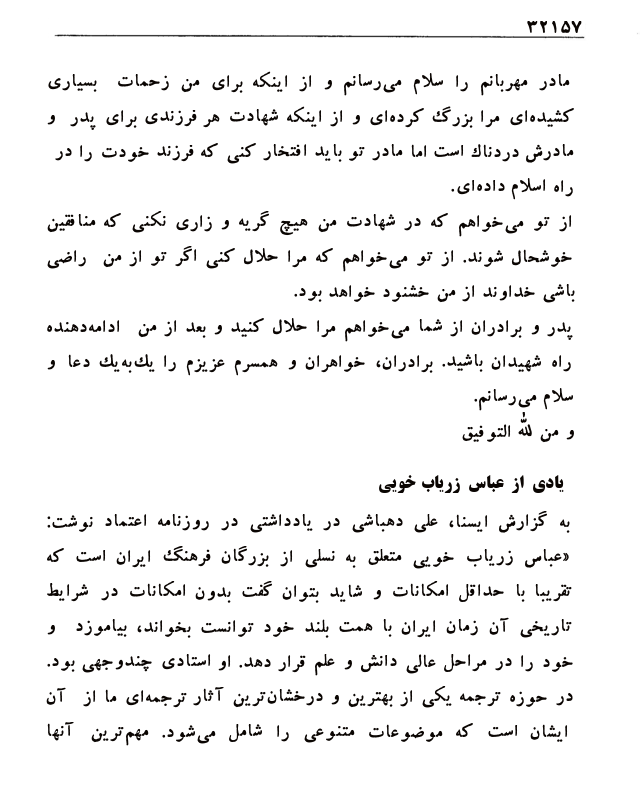 ۳۲۱۵۷
مادر مهربانم را سلام می‌رسانم و از اینکه برای من زحمات بسیاری
کشیده‌ای مرا بزرگ کرده‌ای و از اینکه شهادت هر فرزندی برای پدر و
مادرش دردناك است اما مادر تو باید افتخار کنی که فرزند خودت را در
راه اسلام داده‌ای.
از تو می‌خواهم که در شهادت من هیچ گریه و زاری نکنی که منافقین
خوشحال شوند. از تو می‌خواهم که مرا حلال کنی اگر تو از من راضی
باشی خداوند از من خشنود خواهد بود.
پدر و برادران از شما می‌خواهم مرا حلال کنید و بعد از من ادامه‌دهنده
راه شهیدان باشید. برادران، خواهران و همسرم عزیزم را یك‌به‌یك دعا و
سلام می‌رسانم.
و من لله التوفیق
یادی از عباس زریاب خویی
به گزارش ایسنا، علی دهباشی در یادداشتی در روزنامه اعتماد نوشت:
«عباس زریاب خویی متعلق به نسلی از بزرگان فرهنگ ایران است که
تقریبا با حداقل امکانات و شاید بتوان گفت بدون امکانات در شرایط
تاریخی آن زمان ایران با همت بلند خود توانست بخواند، بیاموزد و
خود را در مراحل عالی دانش و علم قرار دهد. او استادی چندوجهی بود.
در حوزه ترجمه یکی از بهترین و درخشان‌ترین آثار ترجمه‌ای ما از آن
ایشان است که موضوعات متنوعی را شامل می‌شود. مهم‌ترین آنها